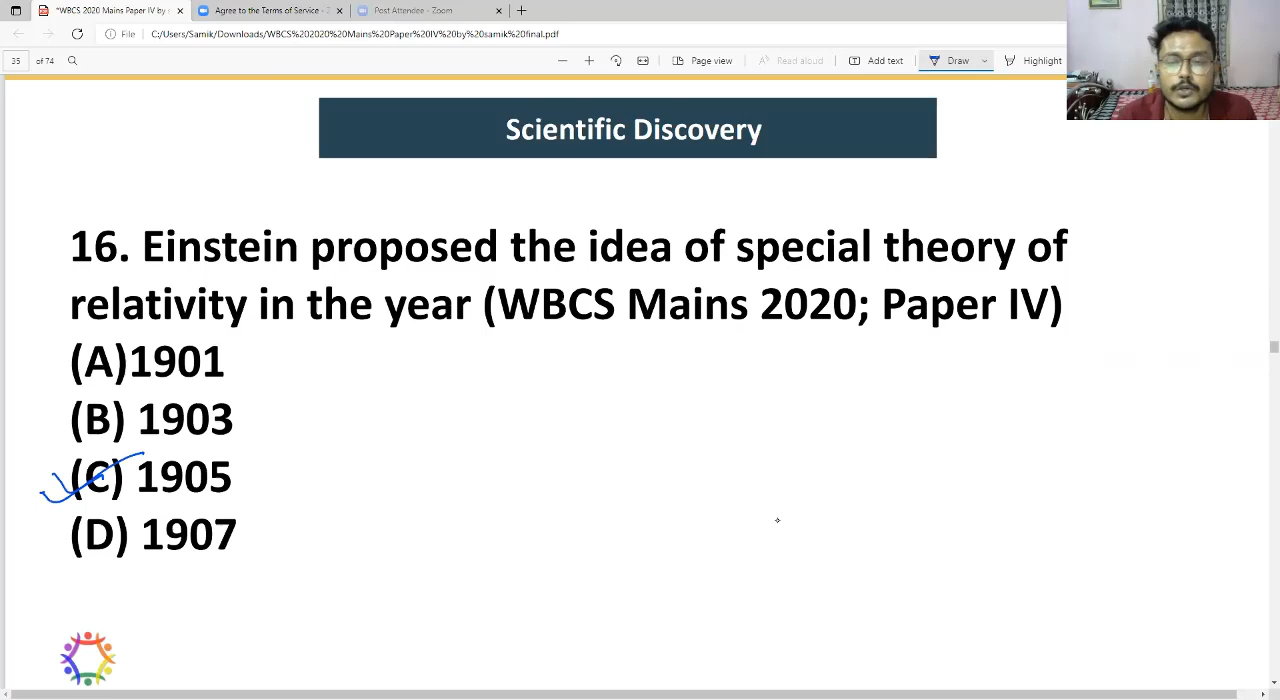 "WBCS 2020 Mains Paper IV by
Agree to the Terms of Service - Z
Post Attendee - Zoom
File
C:/Users/Samik/Downloads/WBCS%202020%20Mains%20Paper%20IV%20by%20samik%20final.pdf
35 of 74
Page view
Read aloud
Add text
Draw
Highlight
Scientific Discovery
16. Einstein proposed the idea of special theory of
relativity in the year (WBCS Mains 2020; Paper IV)
(A)1901
(B) 1903
(C) 1905
(D) 1907